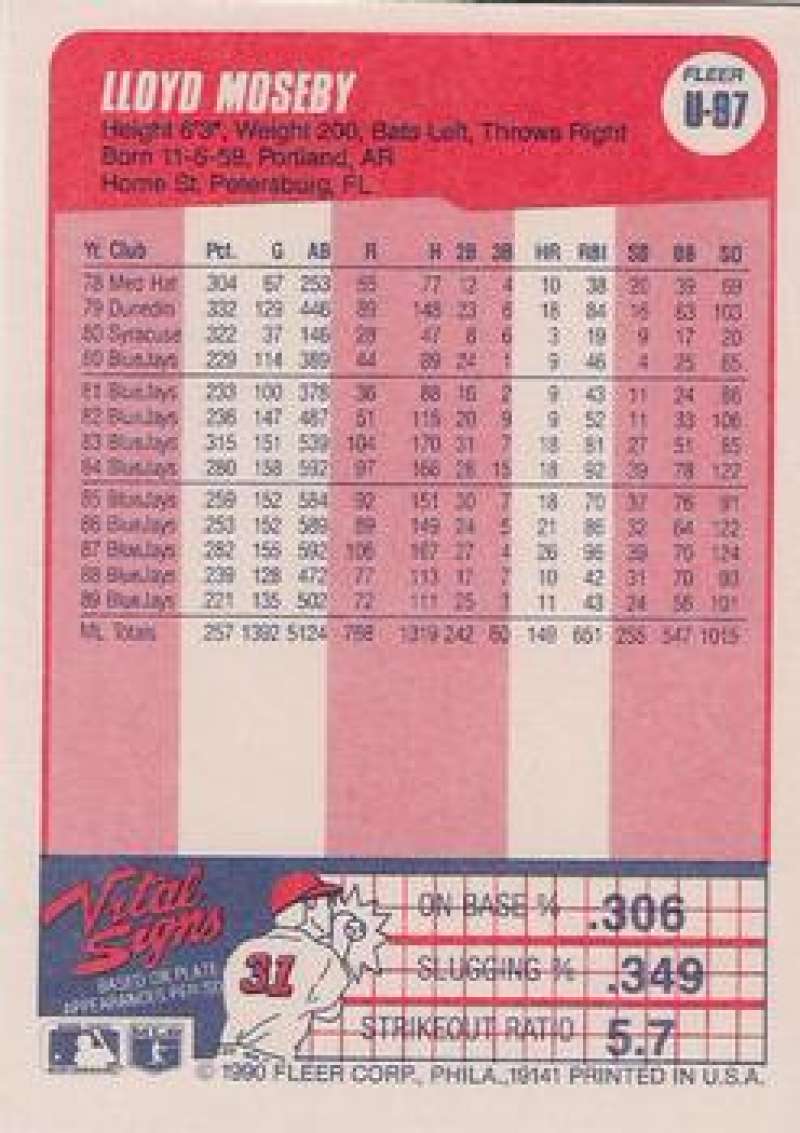 LLOYD MOSEBY
FLEER
U-97
Height 6'3", Weight 200, Bats Left, Throws Right
Born 11-5-59, Portland, AR
Home St. Petersburg, FL
Yr. Club Pct. G AB R H 2B 3B HR RBI SB BB SO
78 Med Hat 304 67 253 77 12 4 10 38 20 39 69
79 Dunedin 332 129 446 89 148 23 6 18 84 16 63 103
80 Syracuse 322 37 146 28 47 8 6 3 19 9 17 20
80 BlueJays 229 114 389 44 89 24 1 9 46 4 25 85
81 BlueJays 233 100 378 36 88 16 2 9 43 11 24 86
82 BlueJays 236 147 487 51 115 20 9 9 52 11 33 106
83 BlueJays 315 151 539 104 170 31 7 18 81 27 51 85
84 BlueJays 280 158 592 97 166 28 15 18 92 39 78 122
85 BlueJays 259 152 584 92 151 30 7 18 70 37 76 91
86 BlueJays 253 152 589 89 149 24 5 21 86 32 64 122
87 BlueJays 282 155 592 106 167 27 4 26 96 39 70 124
88 BlueJays 239 128 472 77 113 17 7 10 42 31 70 93
89 BlueJays 221 135 502 72 111 25 3 11 43 24 56 101
ML Totals 257 1392 5124 768 1319 242 60 149 651 255 547 1015
Vital Signs
BASED ON PLATE
APPEARANCES PER SO
31
ON BASE % .306
SLUGGING % .349
STRIKEOUT RATIO 5.7
© 1990 FLEER CORP., PHILA., 19141 PRINTED IN U.S.A.